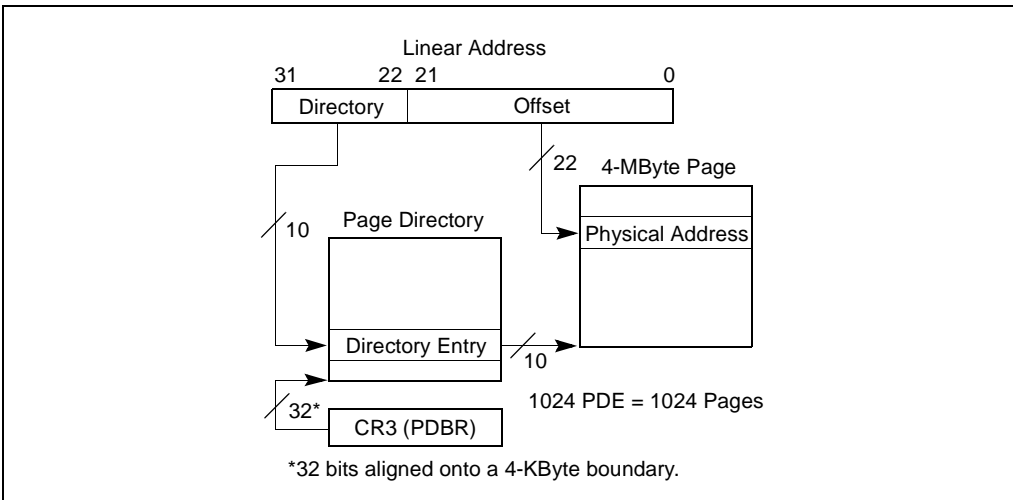 Linear Address
31 22 21 0
Directory Offset
22
4-MByte Page
10
Page Directory
Physical Address
Directory Entry
10
1024 PDE = 1024 Pages
32*
CR3 (PDBR)
*32 bits aligned onto a 4-KByte boundary.